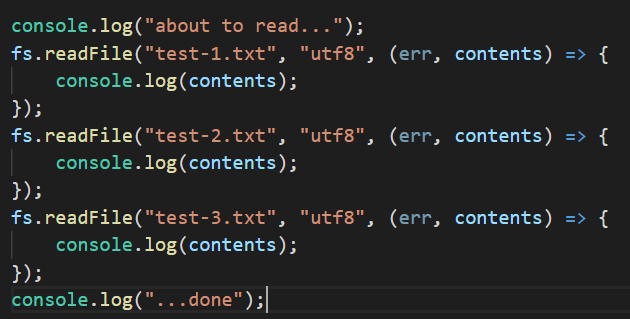 console.log("about to read...");
fs.readFile("test-1.txt", "utf8", (err, contents) => {
    console.log(contents);
});
fs.readFile("test-2.txt", "utf8", (err, contents) => {
    console.log(contents);
});
fs.readFile("test-3.txt", "utf8", (err, contents) => {
    console.log(contents);
});
console.log("...done");